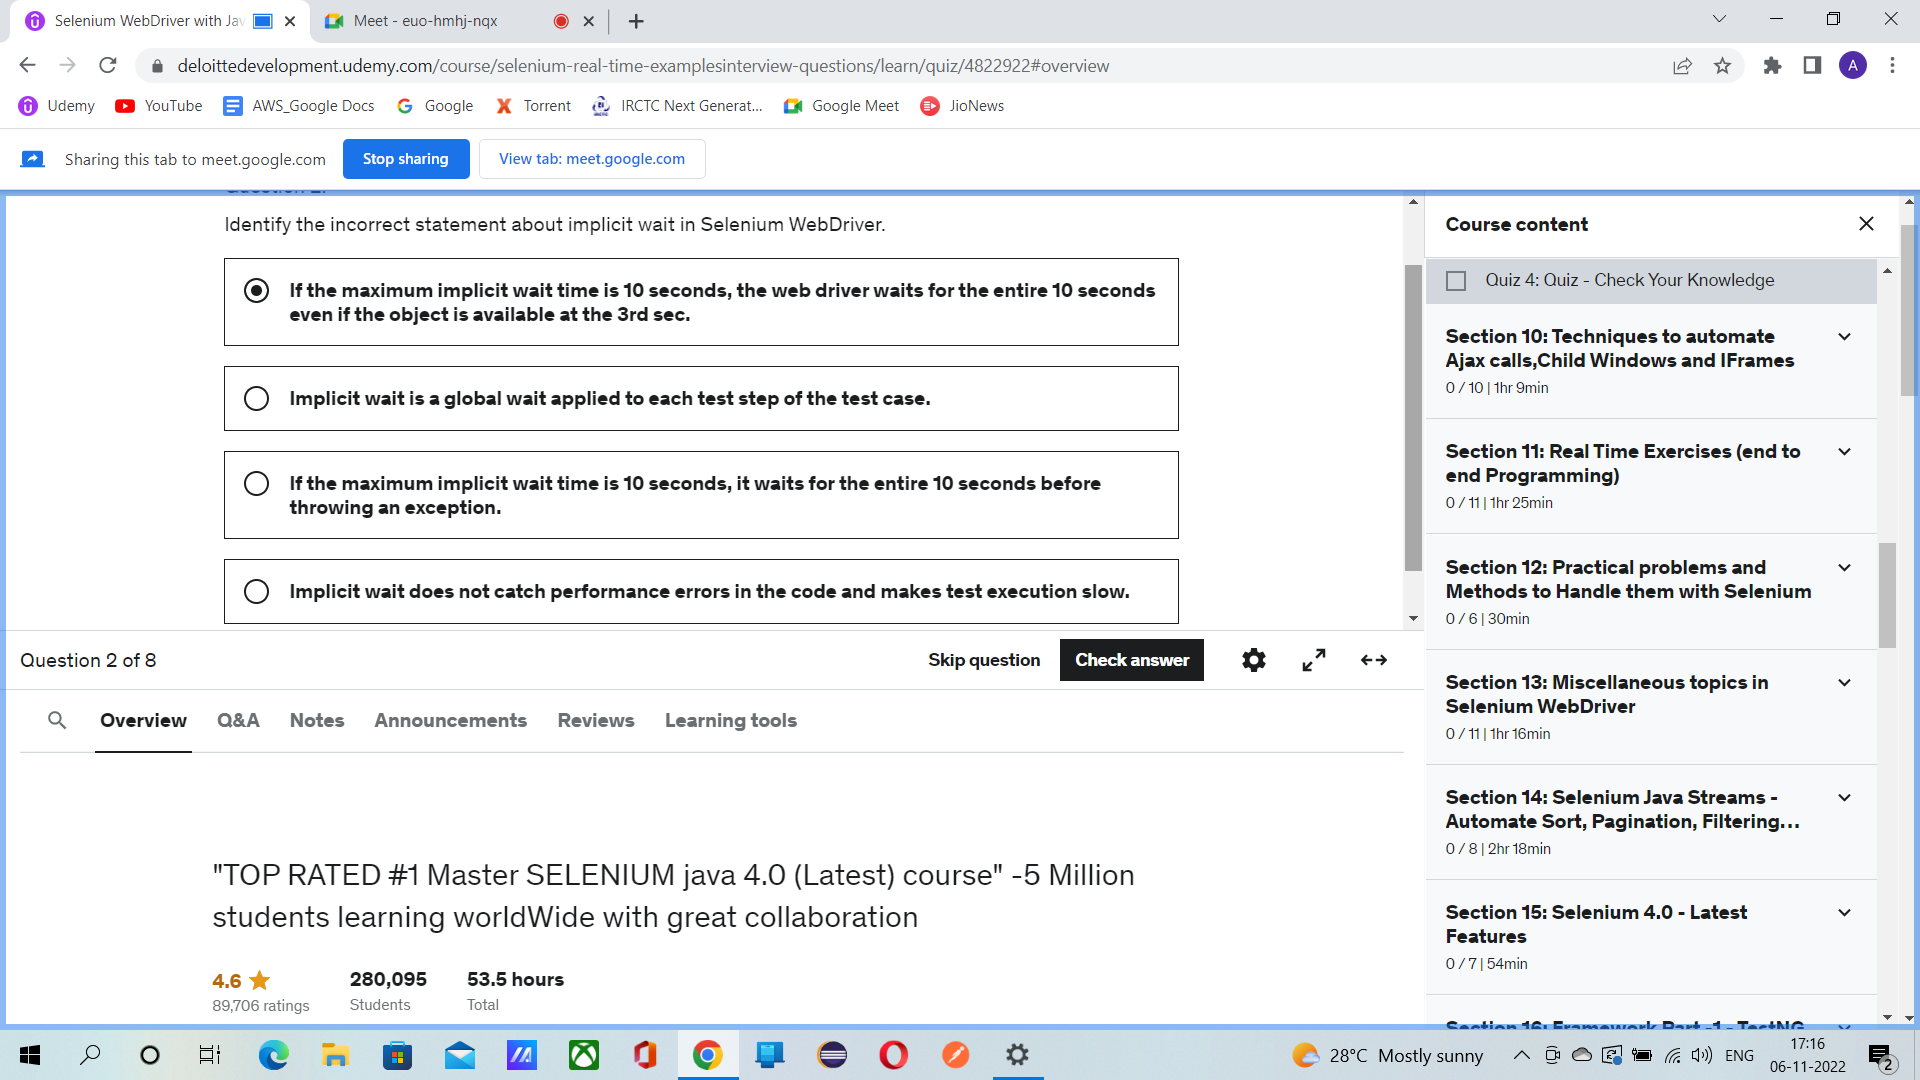 Selenium WebDriver with Jav
Meet - euo-hmhj-nqx
deloittedevelopment.udemy.com/course/selenium-real-time-examplesinterview-questions/learn/quiz/4822922#overview
A
Udemy
YouTube
AWS_Google Docs
Google
Torrent
IRCTC Next Generat...
Google Meet
JioNews
Sharing this tab to meet.google.com
Stop sharing
View tab: meet.google.com
Identify the incorrect statement about implicit wait in Selenium WebDriver.
If the maximum implicit wait time is 10 seconds, the web driver waits for the entire 10 seconds
even if the object is available at the 3rd sec.
Implicit wait is a global wait applied to each test step of the test case.
If the maximum implicit wait time is 10 seconds, it waits for the entire 10 seconds before
throwing an exception.
Implicit wait does not catch performance errors in the code and makes test execution slow.
Question 2 of 8
Skip question
Check answer
Overview
Q&A
Notes
Announcements
Reviews
Learning tools
"TOP RATED #1 Master SELENIUM java 4.0 (Latest) course" -5 Million
students learning worldWide with great collaboration
4.6
280,095
53.5 hours
89,706 ratings
Students
Total
Course content
Quiz 4: Quiz - Check Your Knowledge
Section 10: Techniques to automate
Ajax calls,Child Windows and IFrames
0 / 10 | 1hr 9min
Section 11: Real Time Exercises (end to
end Programming)
0 / 11 | 1hr 25min
Section 12: Practical problems and
Methods to Handle them with Selenium
0 / 6 | 30min
Section 13: Miscellaneous topics in
Selenium WebDriver
0 / 11 | 1hr 16min
Section 14: Selenium Java Streams -
Automate Sort, Pagination, Filtering...
0 / 8 | 2hr 18min
Section 15: Selenium 4.0 - Latest
Features
0 / 7 | 54min
Section 16: Framework Part -1 - TestNG
28°C Mostly sunny
ENG
17:16
06-11-2022
2